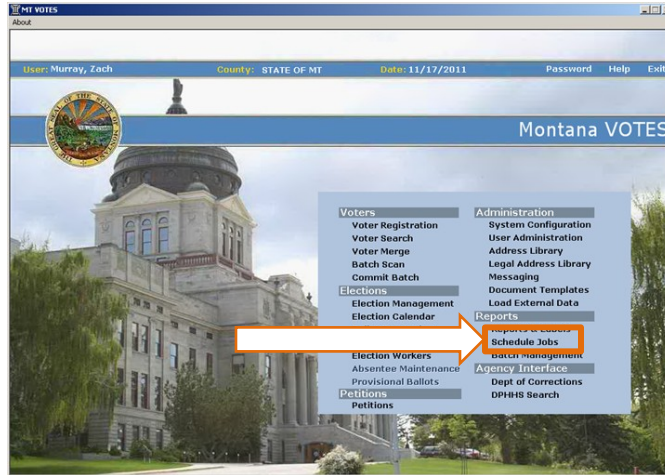 MT VOTES
About
User: Murray, Zach County: STATE OF MT Date: 11/17/2011 Password Help Exit
Montana VOTES
Voters
Voter Registration
Voter Search
Voter Merge
Batch Scan
Commit Batch
Elections
Election Management
Election Calendar
Election Workers
Absentee Maintenance
Provisional Ballots
Petitions
Petitions
Administration
System Configuration
User Administration
Address Library
Legal Address Library
Messaging
Document Templates
Load External Data
Reports
Reports & Labels
Schedule Jobs
Batch Management
Agency Interface
Dept of Corrections
DPHHS Search